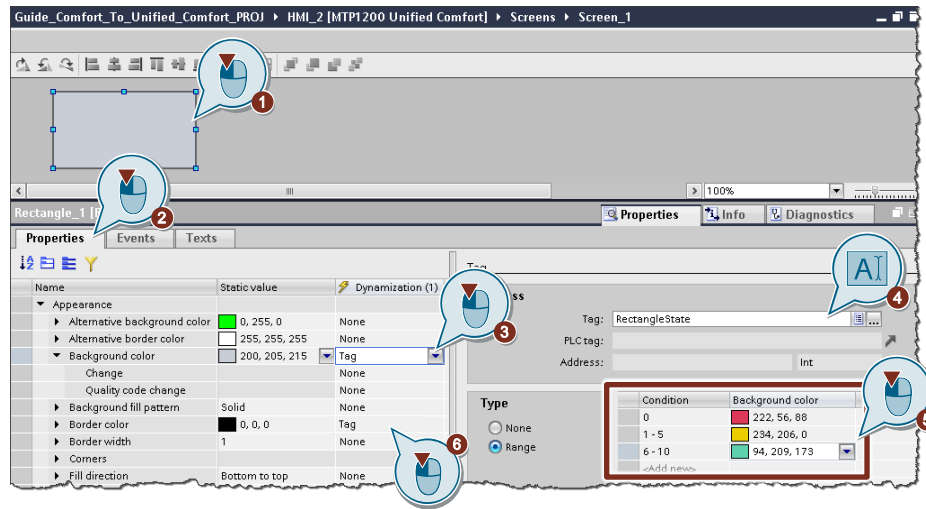 Guide_Comfort_To_Unified_Comfort_PROJ ▸ HMI_2 [MTP1200 Unified Comfort] ▸ Screens ▸ Screen_1
1
100%
2
Rectangle_1
Properties Info Diagnostics
Properties Events Texts
Name Static value Dynamization (1)
Appearance
Alternative background color 0, 255, 0 None
Alternative border color 255, 255, 255 None
Background color 200, 205, 215 Tag
Change None
Quality code change None
Background fill pattern Solid None
Border color 0, 0, 0 Tag
Border width 1 None
Corners
Fill direction Bottom to top None
3
6
A
4
Tag: RectangleState
PLC tag:
Address: Int
Type
None
Range
Condition Background color
0 222, 56, 88
1 - 5 234, 206, 0
6 - 10 94, 209, 173
<Add new>